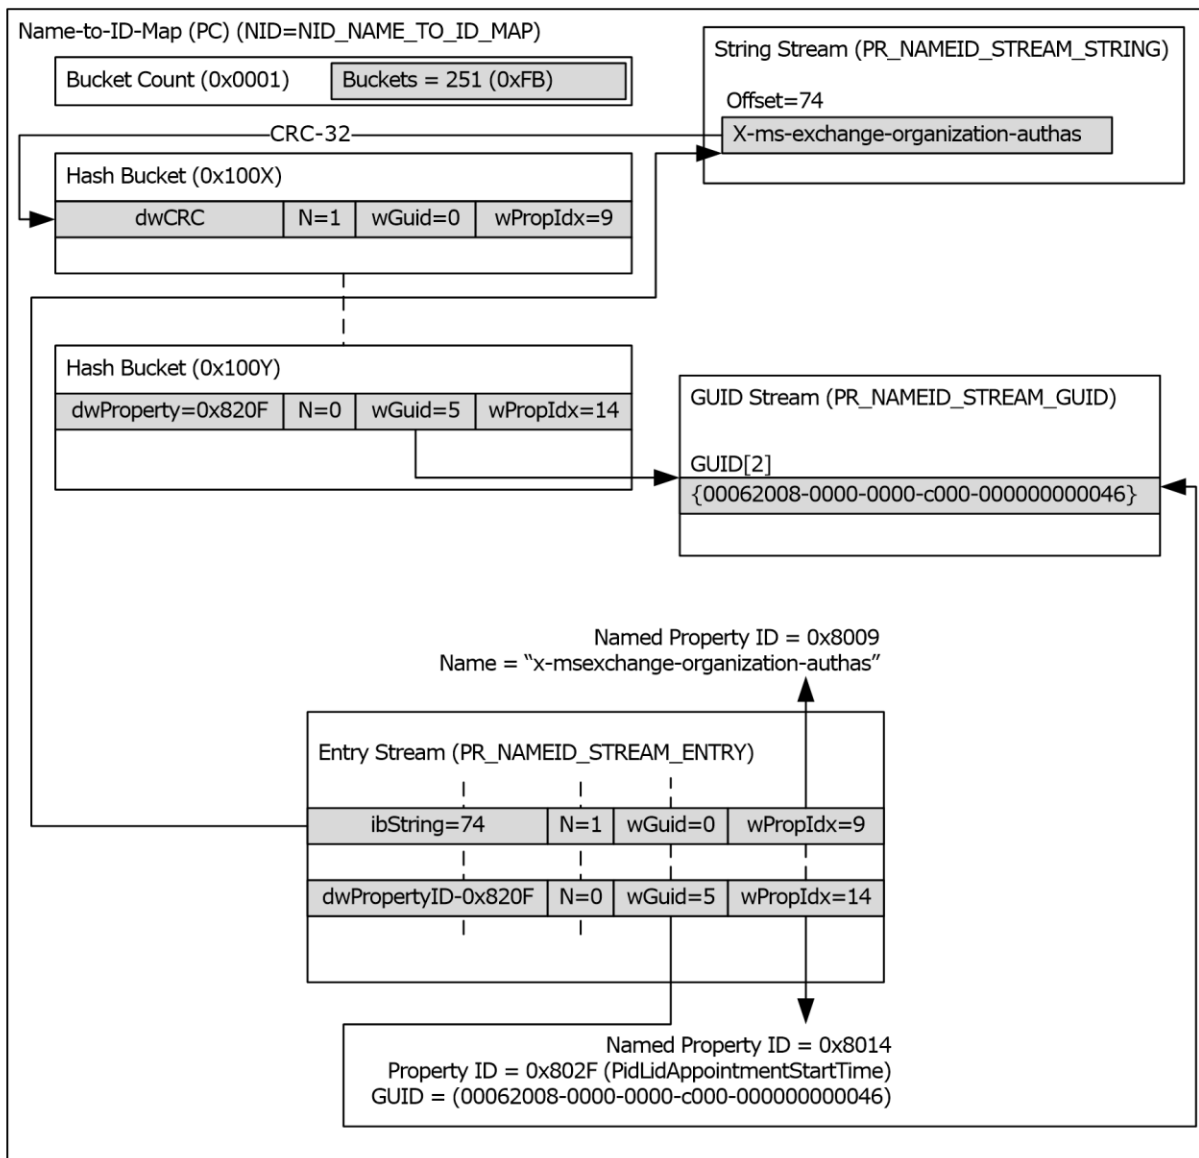 Name-to-ID-Map (PC) (NID=NID_NAME_TO_ID_MAP)
Bucket Count (0x0001)
Buckets = 251 (0xFB)
String Stream (PR_NAMEID_STREAM_STRING)
Offset=74
X-ms-exchange-organization-authas
CRC-32
Hash Bucket (0x100X)
dwCRC N=1 wGuid=0 wPropIdx=9
Hash Bucket (0x100Y)
dwProperty=0x820F N=0 wGuid=5 wPropIdx=14
GUID Stream (PR_NAMEID_STREAM_GUID)
GUID[2]
{00062008-0000-0000-c000-000000000046}
Named Property ID = 0x8009
Name = “x-msexchange-organization-authas”
Entry Stream (PR_NAMEID_STREAM_ENTRY)
ibString=74 N=1 wGuid=0 wPropIdx=9
dwPropertyID-0x820F N=0 wGuid=5 wPropIdx=14
Named Property ID = 0x8014
Property ID = 0x802F (PidLidAppointmentStartTime)
GUID = (00062008-0000-0000-c000-000000000046)